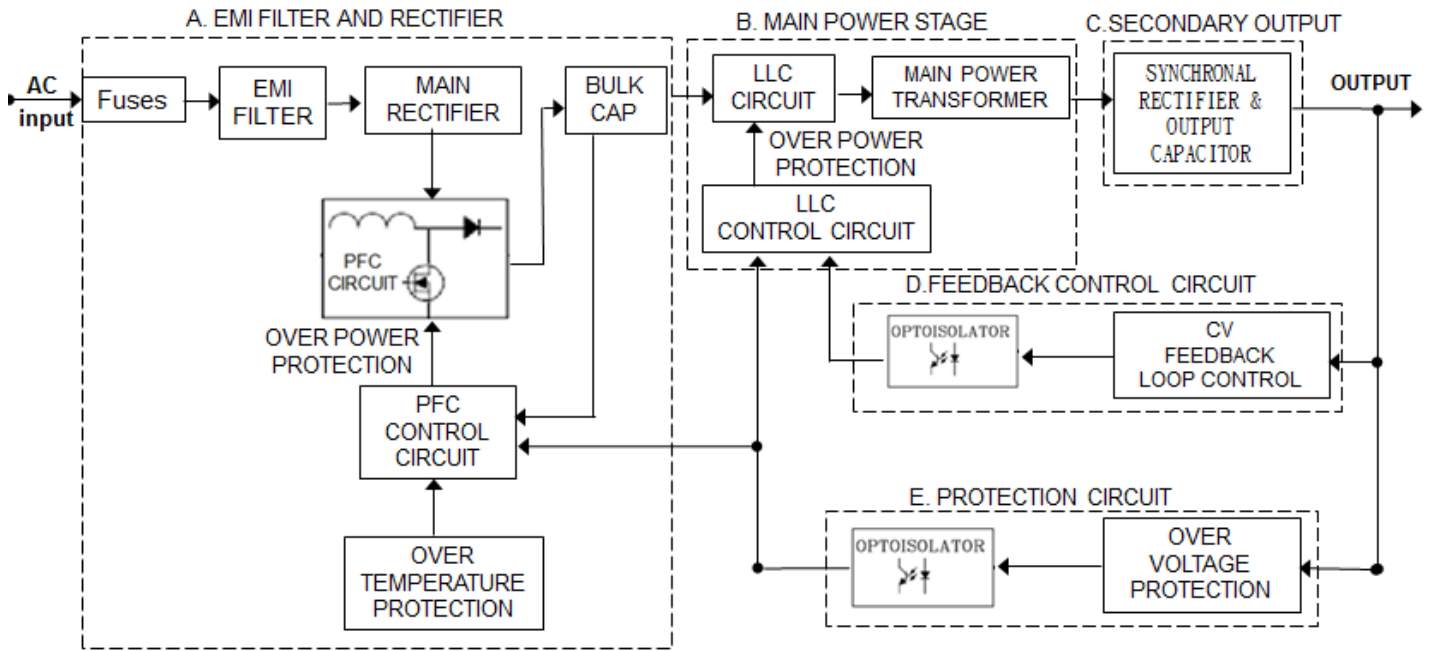 A. EMI FILTER AND RECTIFIER
B. MAIN POWER STAGE
C.SECONDARY OUTPUT
AC
input
Fuses
EMI
FILTER
MAIN
RECTIFIER
BULK
CAP
LLC
CIRCUIT
MAIN POWER
TRANSFORMER
SYNCHRONAL
RECTIFIER &
OUTPUT
CAPACITOR
OUTPUT
OVER POWER
PROTECTION
LLC
CONTROL CIRCUIT
PFC
CIRCUIT
OVER POWER
PROTECTION
D.FEEDBACK CONTROL CIRCUIT
OPTOISOLATOR
CV
FEEDBACK
LOOP CONTROL
PFC
CONTROL
CIRCUIT
E. PROTECTION CIRCUIT
OPTOISOLATOR
OVER
VOLTAGE
PROTECTION
OVER
TEMPERATURE
PROTECTION